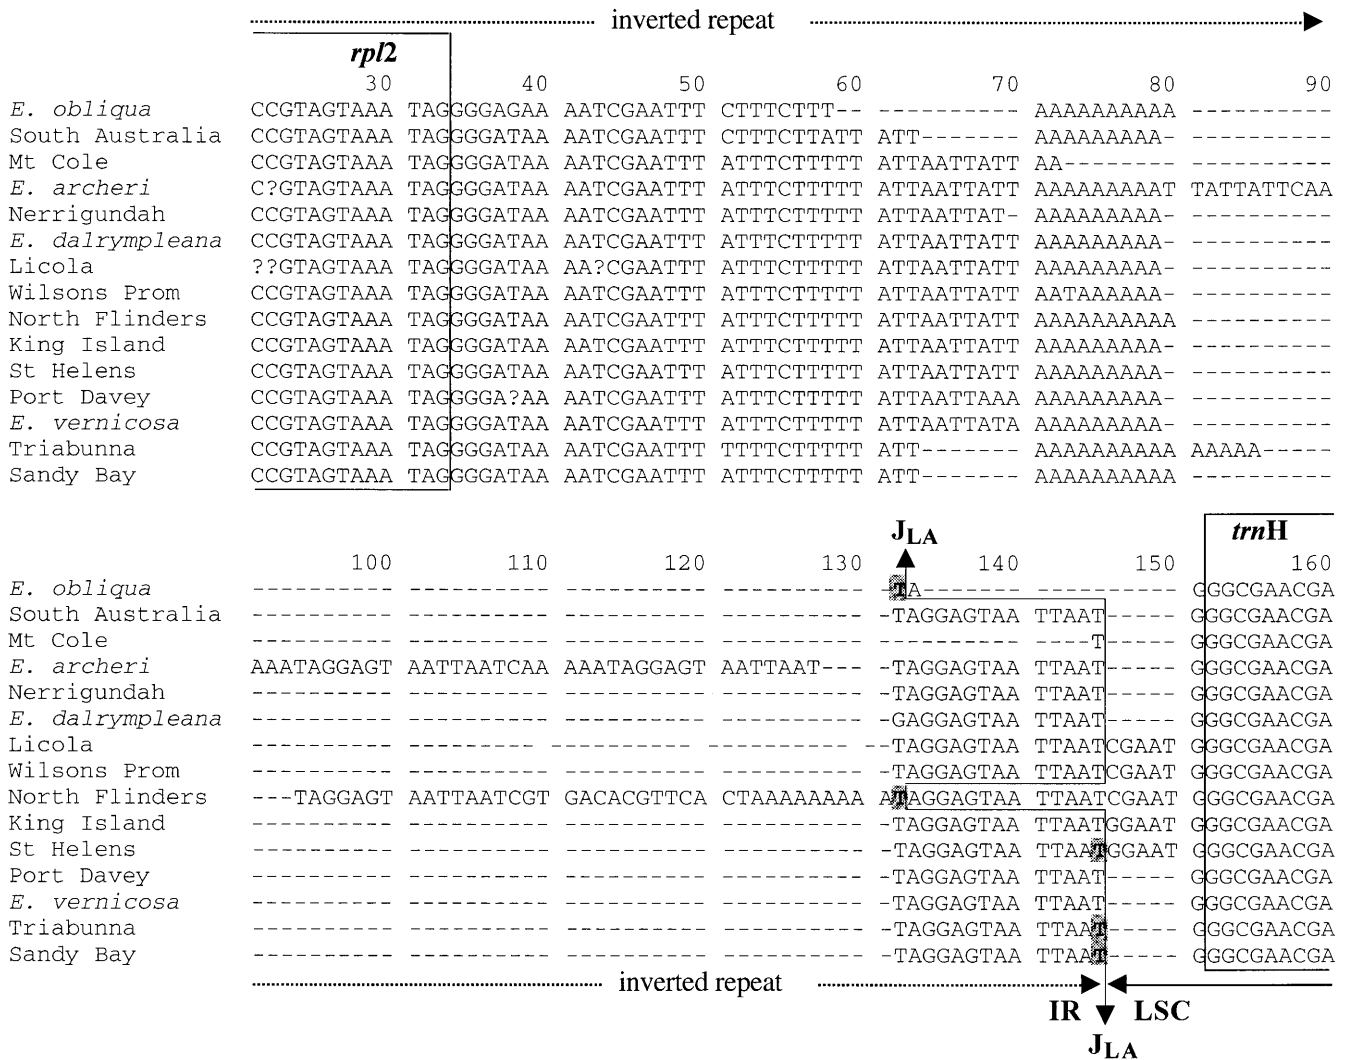 inverted repeat
rpl2
30 40 50 60 70 80 90
E. obliqua CCGTAGTAAA TAGGGGAGAA AATCGAATTT CTTTCTTT-- ---------- AAAAAAAAAA ----------
South Australia CCGTAGTAAA TAGGGGATAA AATCGAATTT CTTTCTTATT ATT------- AAAAAAAAA- ----------
Mt Cole CCGTAGTAAA TAGGGGATAA AATCGAATTT ATTTCTTTTT ATTAATTATT AA-------- ----------
E. archeri C?GTAGTAAA TAGGGGATAA AATCGAATTT ATTTCTTTTT ATTAATTATT AAAAAAAAAT TATTATTCAA
Nerrigundah CCGTAGTAAA TAGGGGATAA AATCGAATTT ATTTCTTTTT ATTAATTAT- AAAAAAAAA- ----------
E. dalrympleana CCGTAGTAAA TAGGGGATAA AATCGAATTT ATTTCTTTTT ATTAATTATT AAAAAAAAA- ----------
Licola ??GTAGTAAA TAGGGGATAA AA?CGAATTT ATTTCTTTTT ATTAATTATT AAAAAAAAA- ----------
Wilsons Prom CCGTAGTAAA TAGGGGATAA AATCGAATTT ATTTCTTTTT ATTAATTATT AATAAAAAA- ----------
North Flinders CCGTAGTAAA TAGGGGATAA AATCGAATTT ATTTCTTTTT ATTAATTATT AAAAAAAAAA ----------
King Island CCGTAGTAAA TAGGGGATAA AATCGAATTT ATTTCTTTTT ATTAATTATT AAAAAAAAA- ----------
St Helens CCGTAGTAAA TAGGGGATAA AATCGAATTT ATTTCTTTTT ATTAATTATT AAAAAAAAA- ----------
Port Davey CCGTAGTAAA TAGGGGA?AA AATCGAATTT ATTTCTTTTT ATTAATTAAA AAAAAAAAA- ----------
E. vernicosa CCGTAGTAAA TAGGGGATAA AATCGAATTT ATTTCTTTTT ATTAATTATA AAAAAAAAA- ----------
Triabunna CCGTAGTAAA TAGGGGATAA AATCGAATTT TTTTCTTTTT ATT------- AAAAAAAAAA AAAAA-----
Sandy Bay CCGTAGTAAA TAGGGGATAA AATCGAATTT ATTTCTTTTT ATT------- AAAAAAAAAA ----------
JLA trnH
100 110 120 130 140 150 160
E. obliqua ---------- ---------- ---------- ---------- -TA------- ---------- GGGCGAACGA
South Australia ---------- ---------- ---------- ---------- -TAGGAGTAA TTAAT----- GGGCGAACGA
Mt Cole ---------- ---------- ---------- ---------- ---------- ----T----- GGGCGAACGA
E. archeri AAATAGGAGT AATTAATCAA AAATAGGAGT AATTAAT--- -TAGGAGTAA TTAAT----- GGGCGAACGA
Nerrigundah ---------- ---------- ---------- ---------- -TAGGAGTAA TTAAT----- GGGCGAACGA
E. dalrympleana ---------- ---------- ---------- ---------- -GAGGAGTAA TTAAT----- GGGCGAACGA
Licola ---------- ---------- ---------- ---------- -TAGGAGTAA TTAATCGAAT GGGCGAACGA
Wilsons Prom ---------- ---------- ---------- ---------- -TAGGAGTAA TTAATCGAAT GGGCGAACGA
North Flinders ---TAGGAGT AATTAATCGT GACACGTTCA CTAAAAAAAA ATAGGAGTAA TTAATCGAAT GGGCGAACGA
King Island ---------- ---------- ---------- ---------- -TAGGAGTAA TTAATGGAAT GGGCGAACGA
St Helens ---------- ---------- ---------- ---------- -TAGGAGTAA TTAATGGAAT GGGCGAACGA
Port Davey ---------- ---------- ---------- ---------- -TAGGAGTAA TTAAT----- GGGCGAACGA
E. vernicosa ---------- ---------- ---------- ---------- -TAGGAGTAA TTAAT----- GGGCGAACGA
Triabunna ---------- ---------- ---------- ---------- -TAGGAGTAA TTAAT----- GGGCGAACGA
Sandy Bay ---------- ---------- ---------- ---------- -TAGGAGTAA TTAAT----- GGGCGAACGA
inverted repeat
IR LSC
JLA